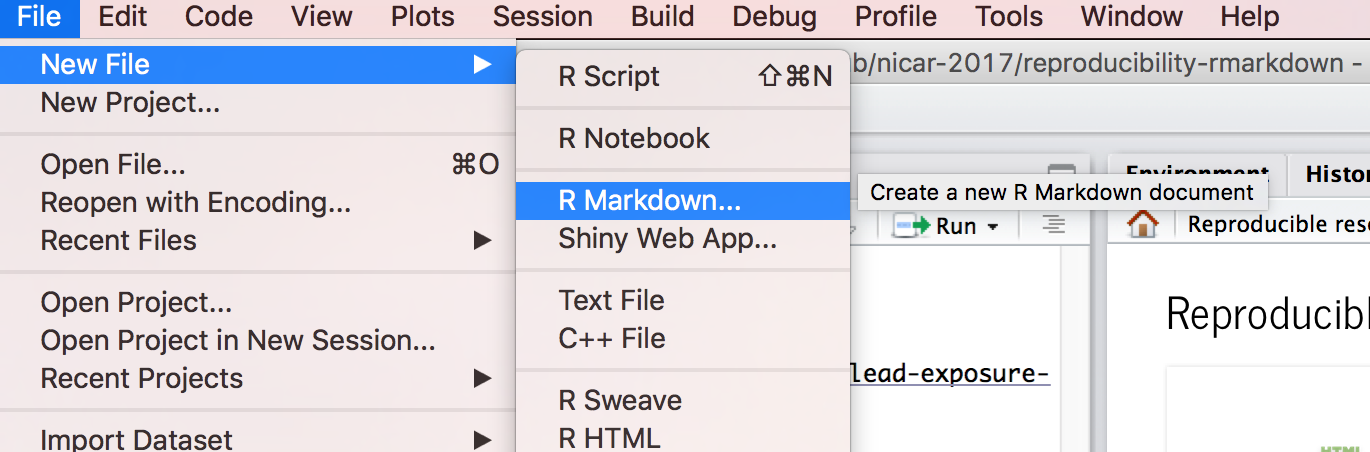 File Edit Code View Plots Session Build Debug Profile Tools Window Help
New File
New Project...
Open File... ⌘O
Reopen with Encoding...
Recent Files
Open Project...
Open Project in New Session...
Recent Projects
Import Dataset
R Script ⇧⌘N
R Notebook
R Markdown...
Shiny Web App...
Text File
C++ File
R Sweave
R HTML
b/nicar-2017/reproducibility-rmarkdown -
Environment Histor
Create a new R Markdown document
Run
Reproducible rese
lead-exposure-
Reproducibl
HTML